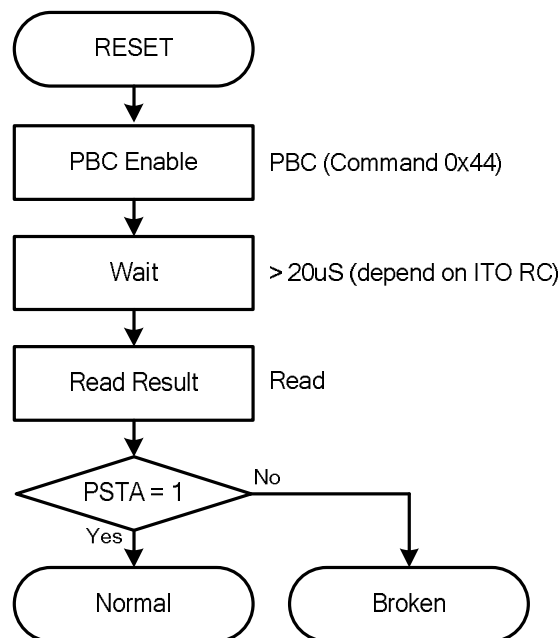 RESET
PBC Enable
PBC (Command 0x44)
Wait
> 20uS (depend on ITO RC)
Read Result
Read
PSTA = 1
No
Yes
Normal
Broken